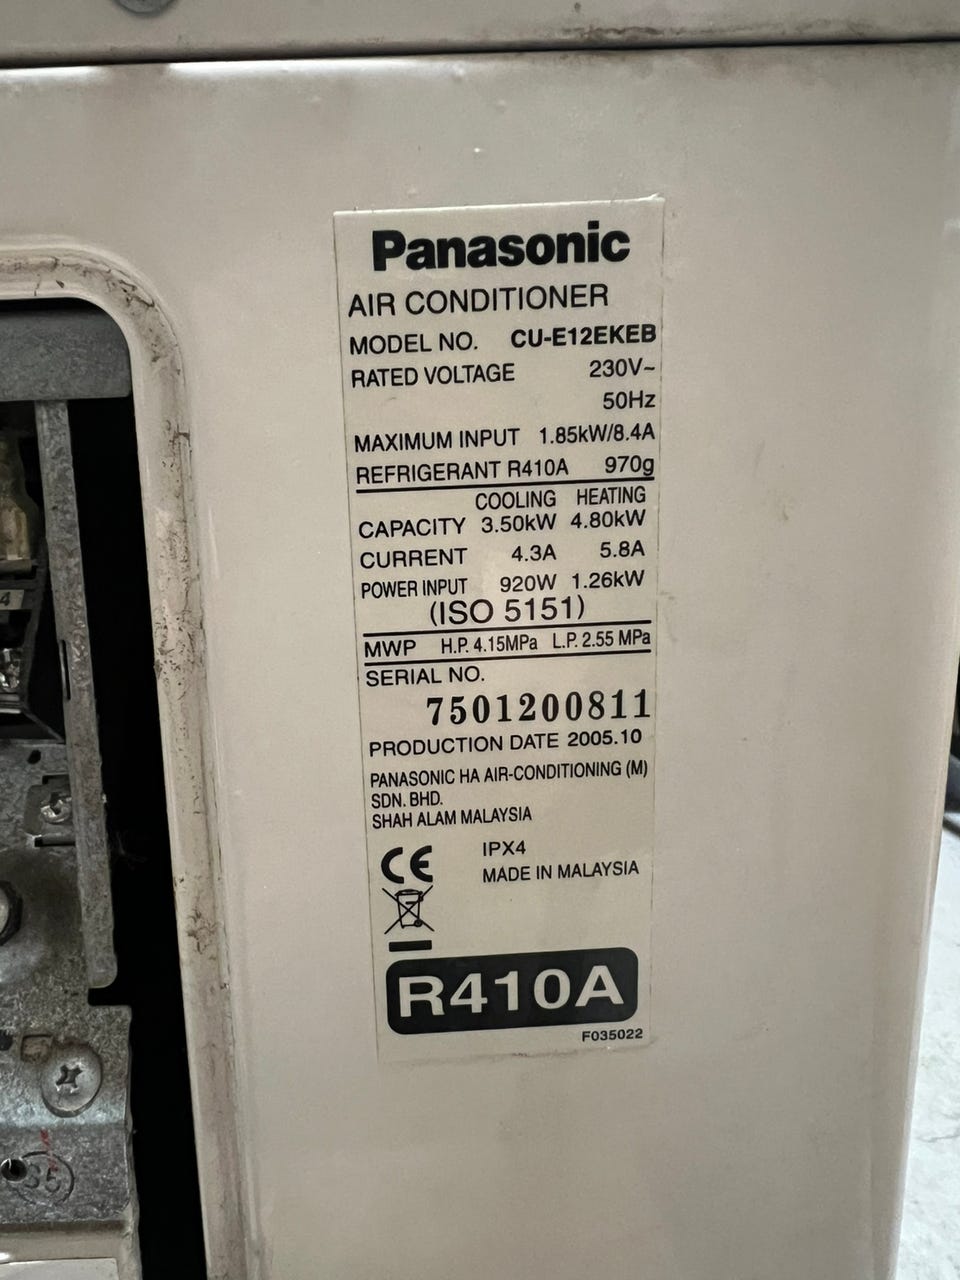 Panasonic
AIR CONDITIONER
MODEL NO. CU-E12EKEB
RATED VOLTAGE 230V~
50Hz
MAXIMUM INPUT 1.85kW/8.4A
REFRIGERANT R410A 970g
COOLING HEATING
CAPACITY 3.50kW 4.80kW
CURRENT 4.3A 5.8A
POWER INPUT 920W 1.26kW
(ISO 5151)
MWP H.P. 4.15MPa L.P. 2.55 MPa
SERIAL NO.
7501200811
PRODUCTION DATE 2005.10
PANASONIC HA AIR-CONDITIONING (M)
SDN. BHD.
SHAH ALAM MALAYSIA
CE IPX4
MADE IN MALAYSIA
R410A
F035022
4